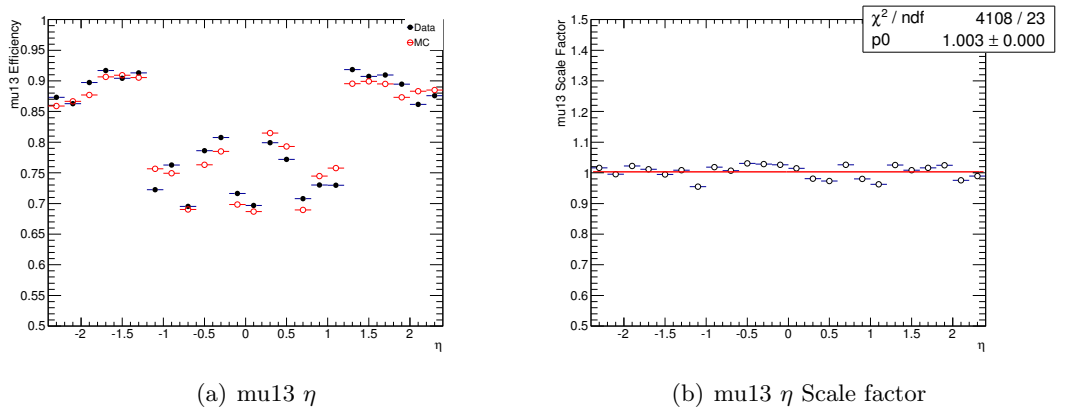 mu13 Efficiency
1
0.95
0.9
0.85
0.8
0.75
0.7
0.65
0.6
0.55
0.5
-2 -1.5 -1 -0.5 0 0.5 1 1.5 2
η
Data
MC
(a) mu13 η
mu13 Scale Factor
1.5
1.4
1.3
1.2
1.1
1
0.9
0.8
0.7
0.6
0.5
-2 -1.5 -1 -0.5 0 0.5 1 1.5 2
η
χ² / ndf 4108 / 23
p0 1.003 ± 0.000
(b) mu13 η Scale factor